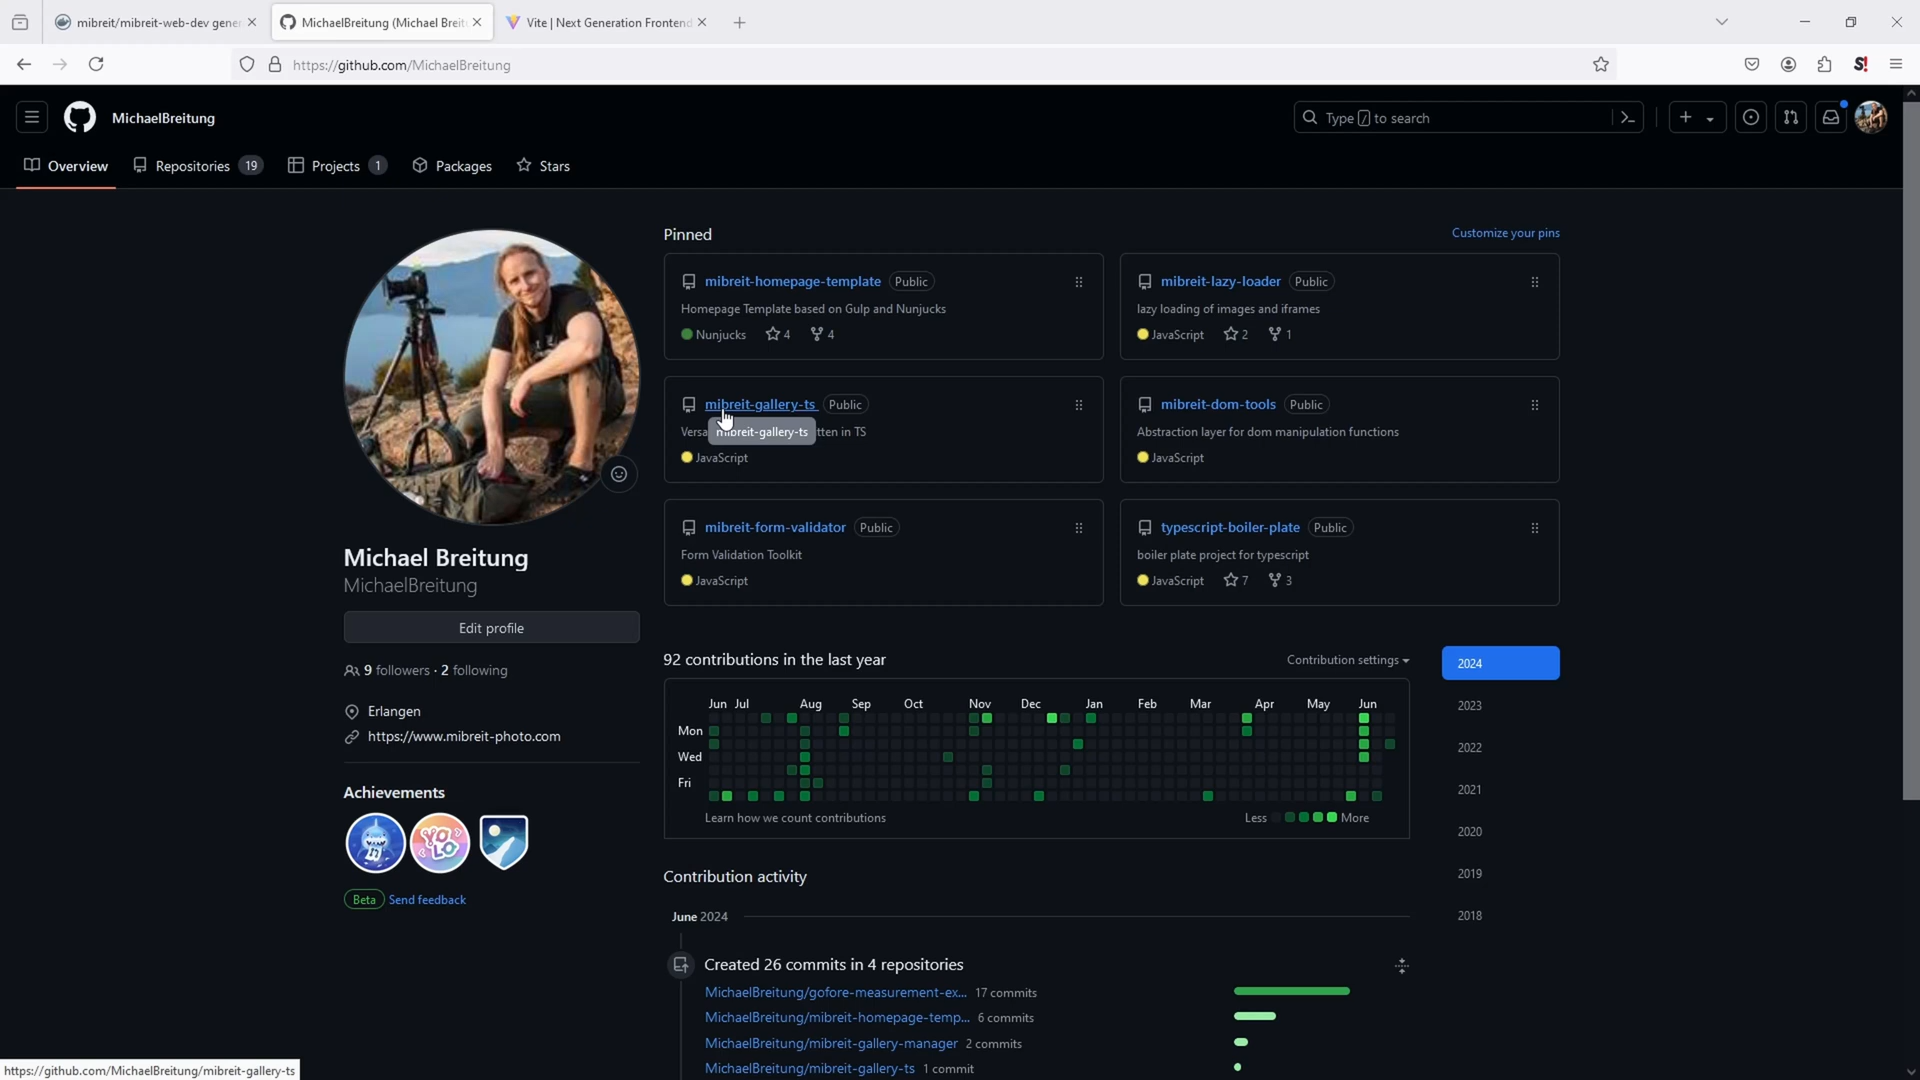 mibreit/mibreit-web-dev gener
MichaelBreitung (Michael Breit
Vite | Next Generation Frontend
https://github.com/MichaelBreitung
MichaelBreitung
Type / to search
Overview
Repositories 19
Projects 1
Packages
Stars
Pinned
Customize your pins
mibreit-homepage-template Public
Homepage Template based on Gulp and Nunjucks
Nunjucks 4 4
mibreit-lazy-loader Public
lazy loading of images and iframes
JavaScript 2 1
mibreit-gallery-ts Public
Versa mibreit-gallery-ts tten in TS
JavaScript
mibreit-dom-tools Public
Abstraction layer for dom manipulation functions
JavaScript
mibreit-form-validator Public
Form Validation Toolkit
JavaScript
typescript-boiler-plate Public
boiler plate project for typescript
JavaScript 7 3
Michael Breitung
MichaelBreitung
Edit profile
9 followers · 2 following
Erlangen
https://www.mibreit-photo.com
Achievements
YOLO
Beta Send feedback
92 contributions in the last year
Contribution settings
2024
2023
2022
2021
2020
2019
2018
Jun Jul Aug Sep Oct Nov Dec Jan Feb Mar Apr May Jun
Mon
Wed
Fri
Learn how we count contributions
Less More
Contribution activity
June 2024
Created 26 commits in 4 repositories
MichaelBreitung/gofore-measurement-ex... 17 commits
MichaelBreitung/mibreit-homepage-temp... 6 commits
MichaelBreitung/mibreit-gallery-manager 2 commits
MichaelBreitung/mibreit-gallery-ts 1 commit
https://github.com/MichaelBreitung/mibreit-gallery-ts